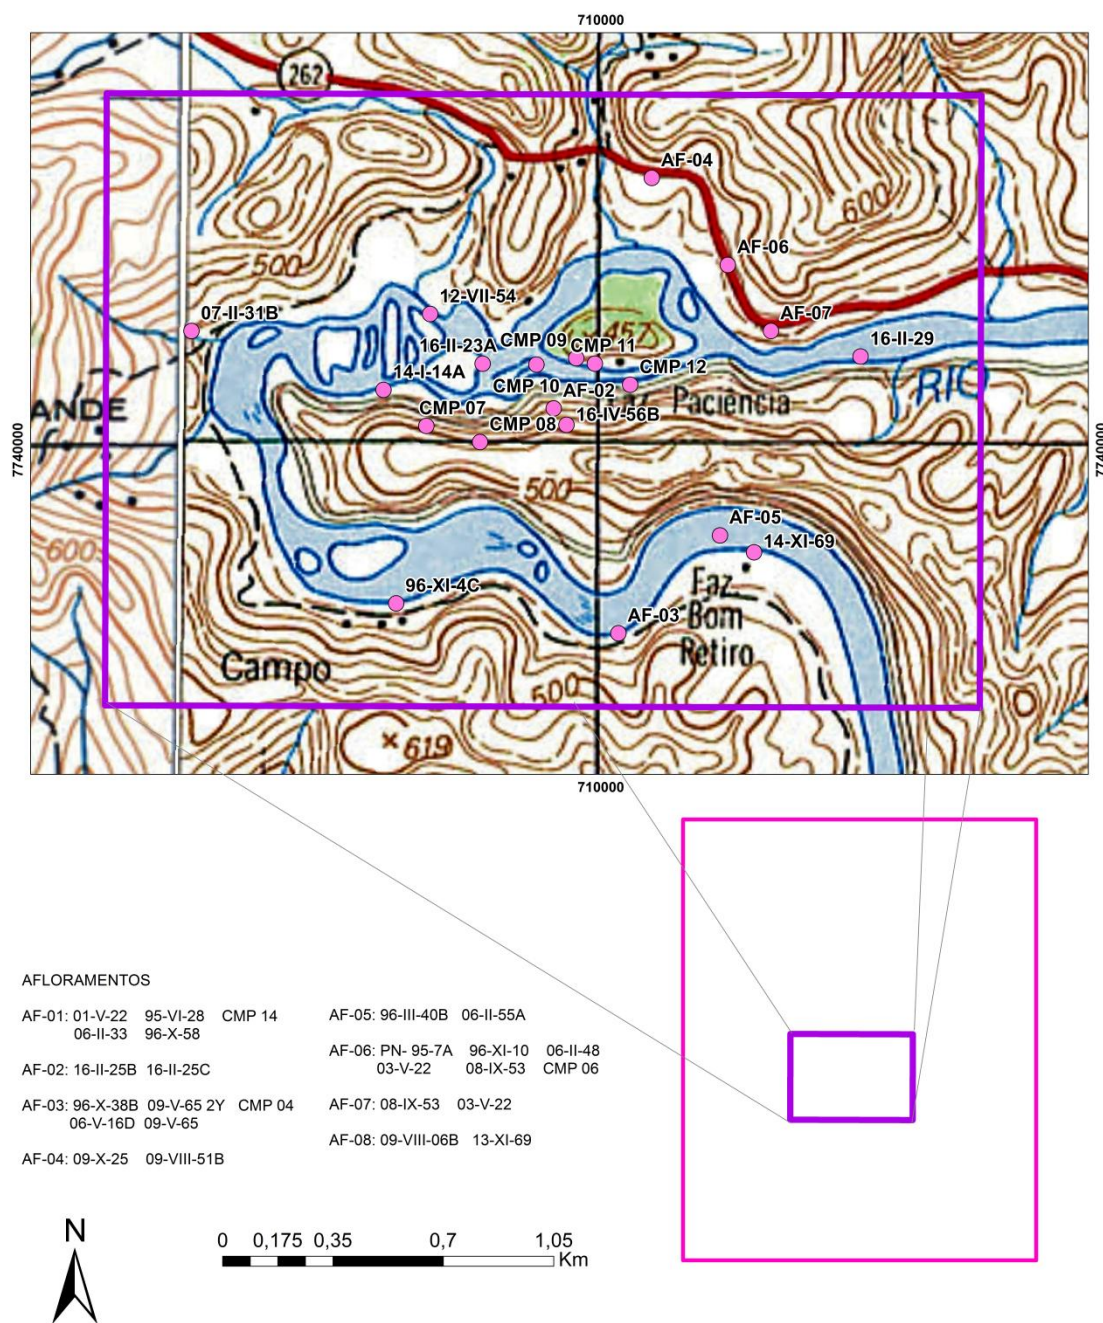 710000
262
AF-04
600
AF-06
500
12-VII-54
07-II-31B
AF-07
457
CMP 09
CMP 11
16-II-29
16-II-23A
CMP 12
14-I-14A
CMP 10
AF-02
RIO
ANDE
CMP 07
16-IV-56B
Paciência
CMP 08
7740000
7740000
500
AF-05
600
14-XI-69
96-XI-4C
Faz.
AF-03
Bom
Retiro
Campo
500
619
710000
AFLORAMENTOS
AF-01: 01-V-22 95-VI-28 CMP 14
06-II-33 96-X-58
AF-02: 16-II-25B 16-II-25C
AF-03: 96-X-38B 09-V-65 2Y CMP 04
06-V-16D 09-V-65
AF-04: 09-X-25 09-VIII-51B
AF-05: 96-III-40B 06-II-55A
AF-06: PN- 95-7A 96-XI-10 06-II-48
03-V-22 08-IX-53 CMP 06
AF-07: 08-IX-53 03-V-22
AF-08: 09-VIII-06B 13-XI-69
N
0 0,175 0,35 0,7 1,05
Km